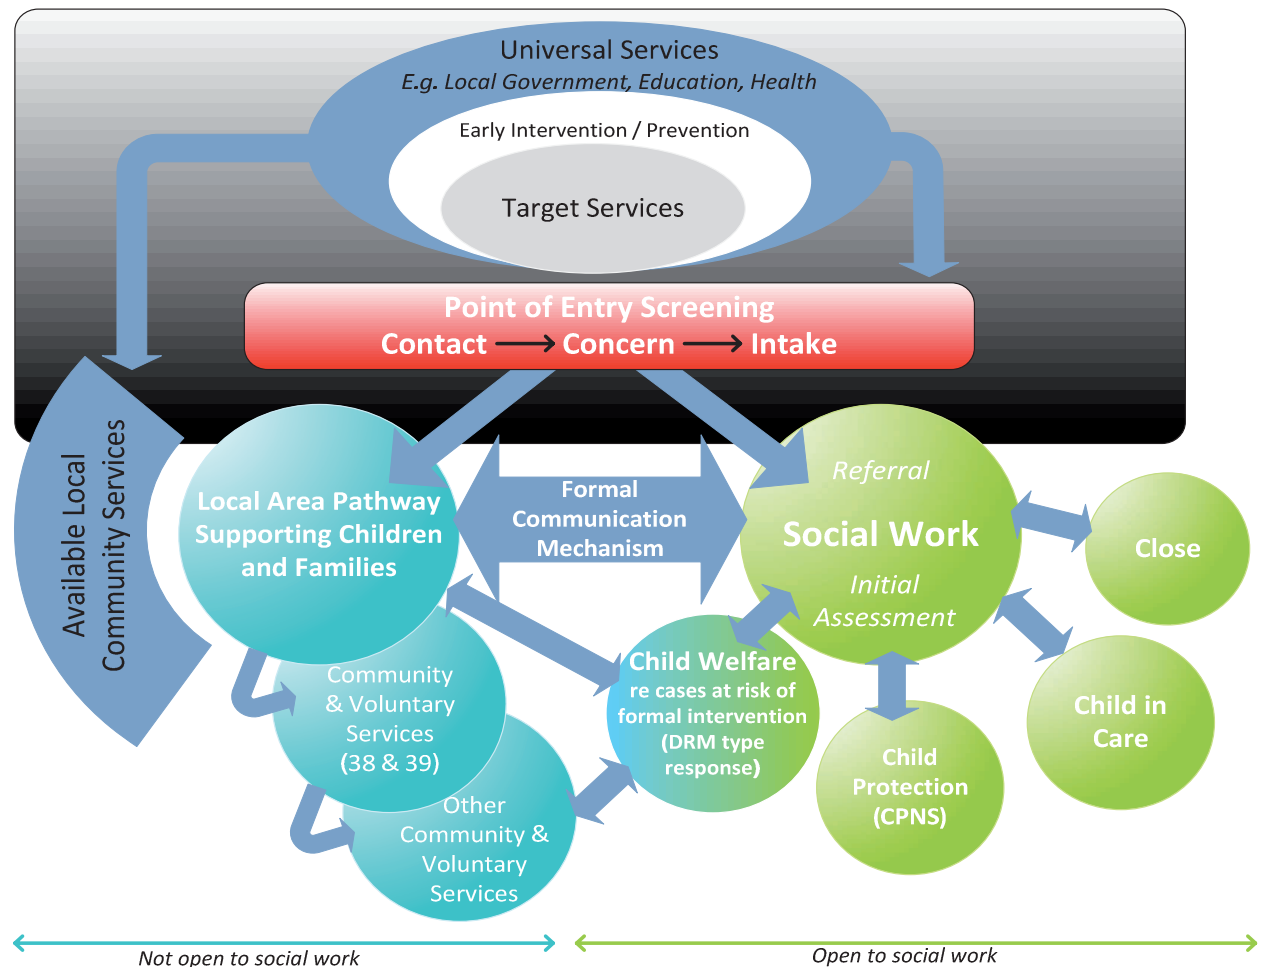 Universal Services
E.g. Local Government, Education, Health
Early Intervention / Prevention
Target Services
Point of Entry Screening
Contact → Concern → Intake
Available Local
Community Services
Local Area Pathway
Supporting Children
and Families
Formal
Communication
Mechanism
Referral
Social Work
Initial
Assessment
Close
Community
& Voluntary
Services
(38 & 39)
Child Welfare
re cases at risk of
formal intervention
(DRM type
response)
Child in
Care
Child
Protection
(CPNS)
Other
Community &
Voluntary
Services
Not open to social work
Open to social work